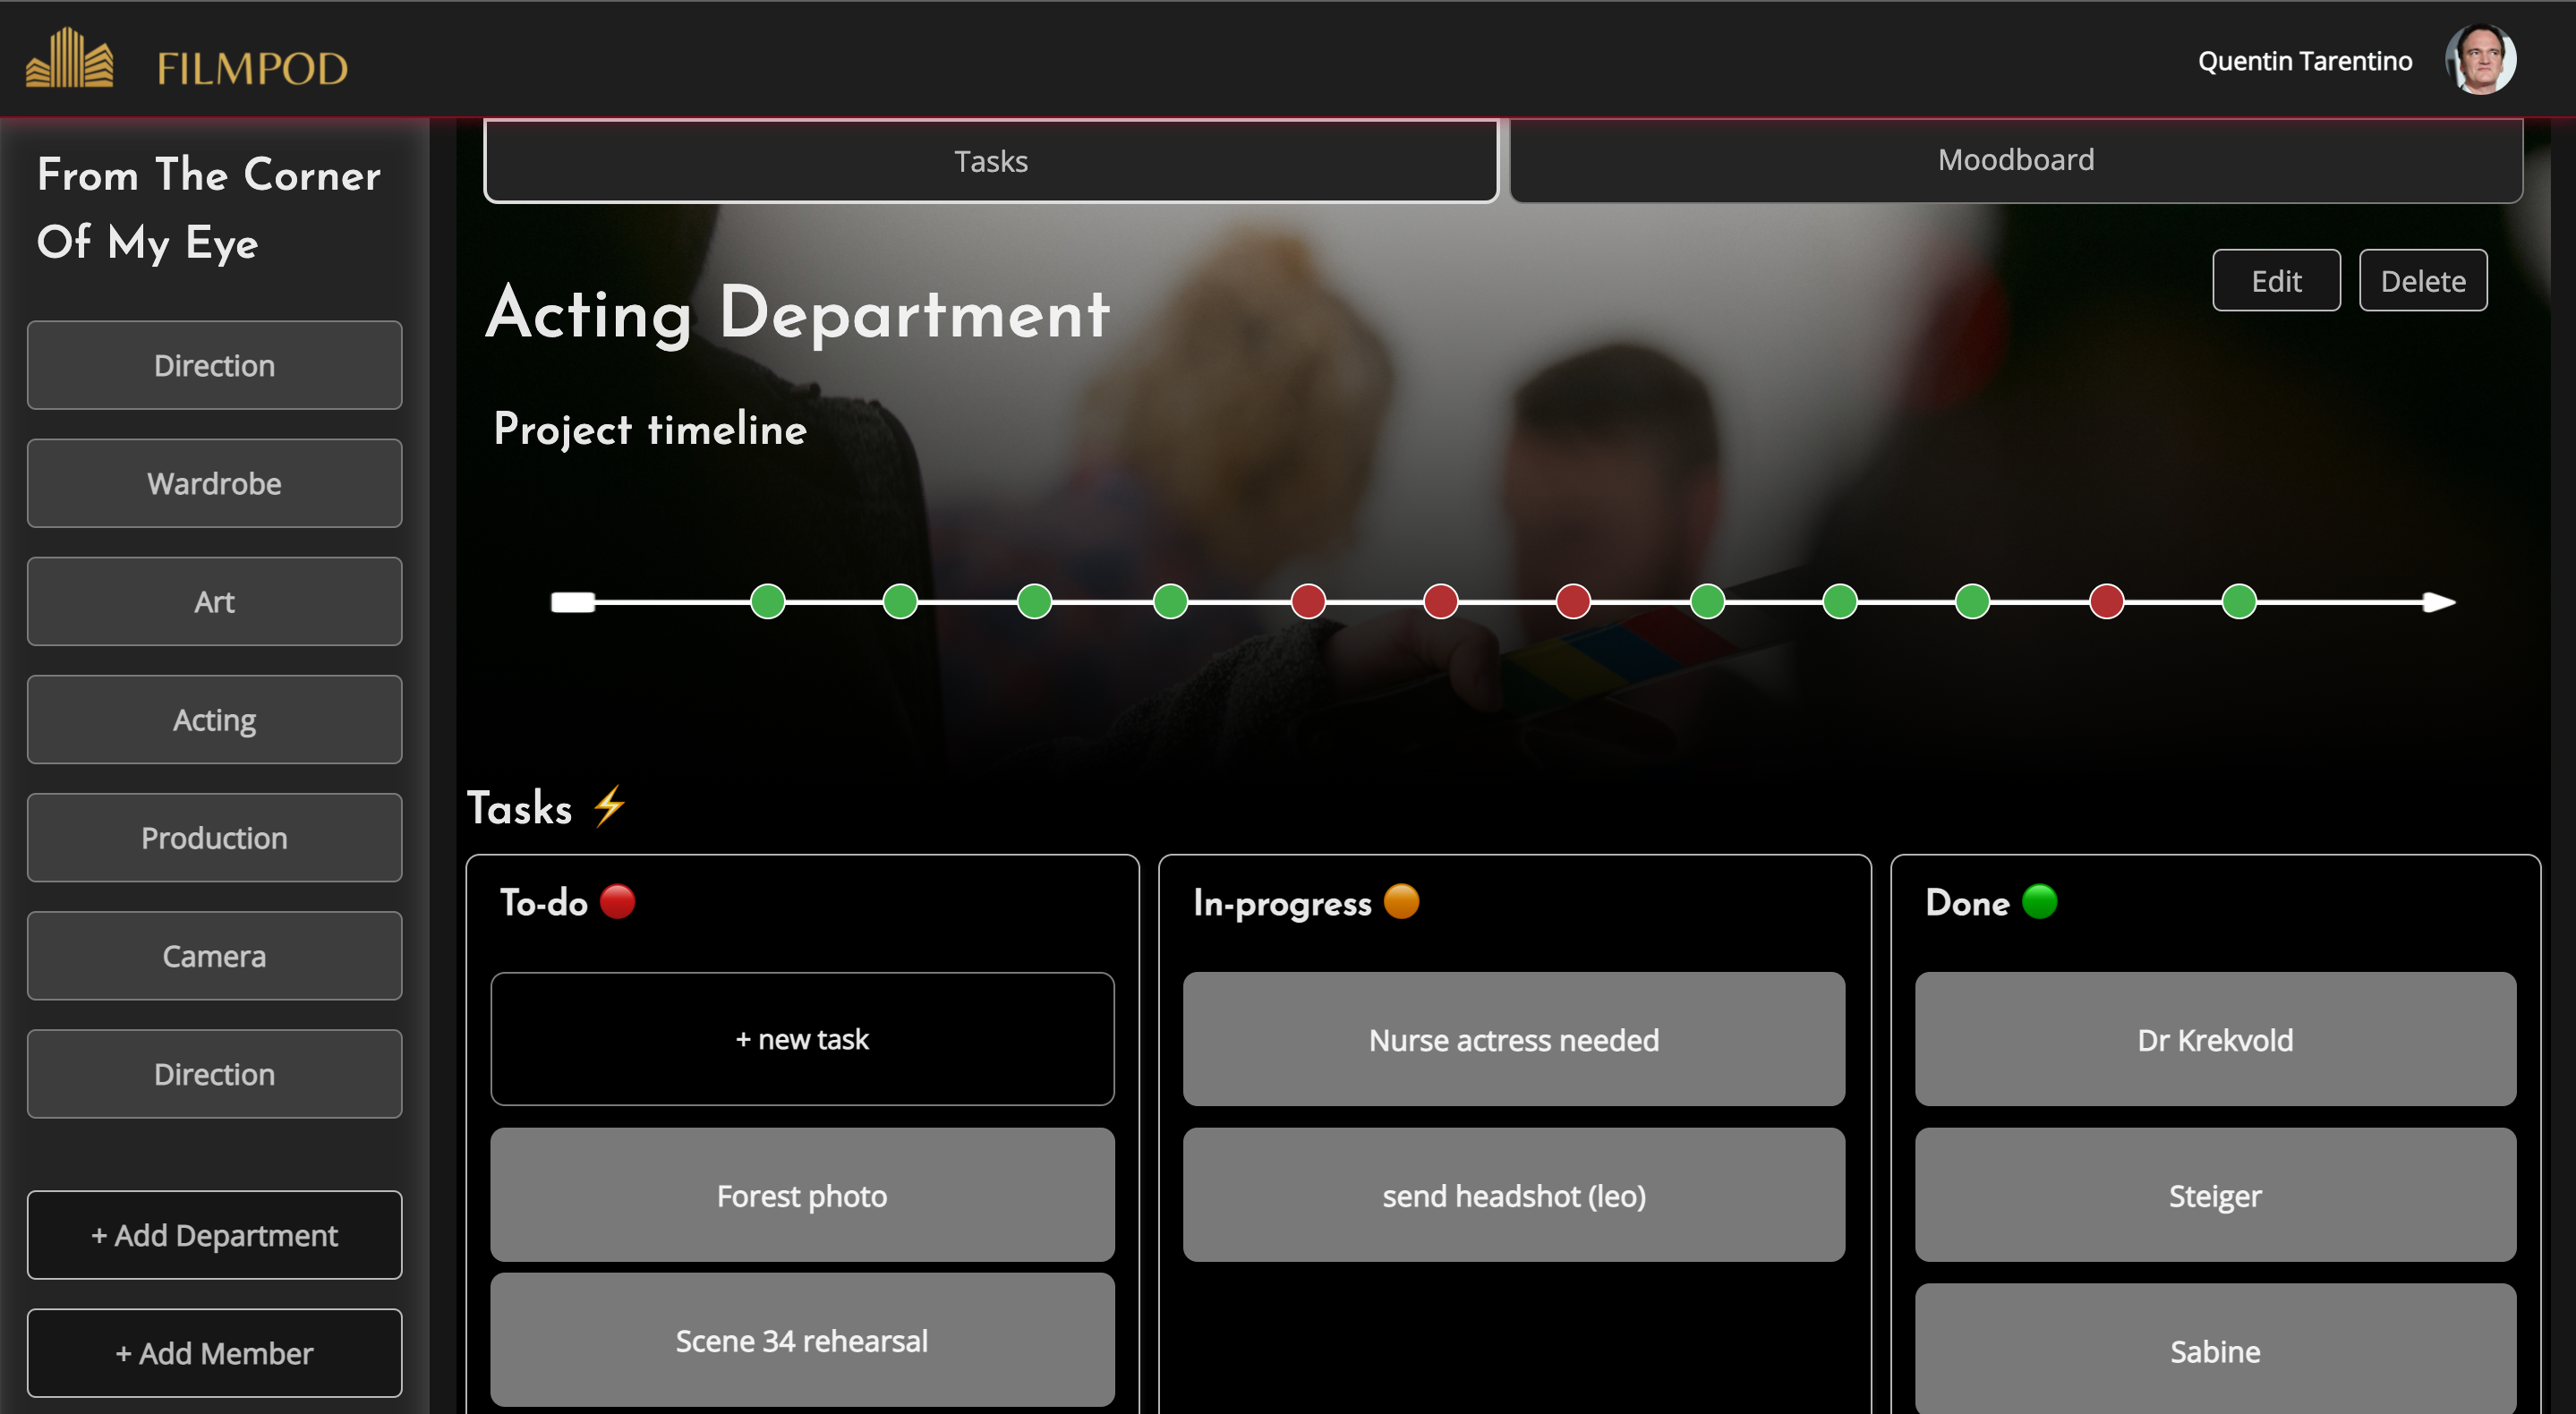 FILMPOD
Quentin Tarentino
From The Corner
Of My Eye
Direction
Wardrobe
Art
Acting
Production
Camera
Direction
+ Add Department
+ Add Member
Tasks
Moodboard
Edit
Delete
Acting Department
Project timeline
Tasks ⚡
To-do 🔴
+ new task
Forest photo
Scene 34 rehearsal
In-progress 🟠
Nurse actress needed
send headshot (leo)
Done 🟢
Dr Krekvold
Steiger
Sabine